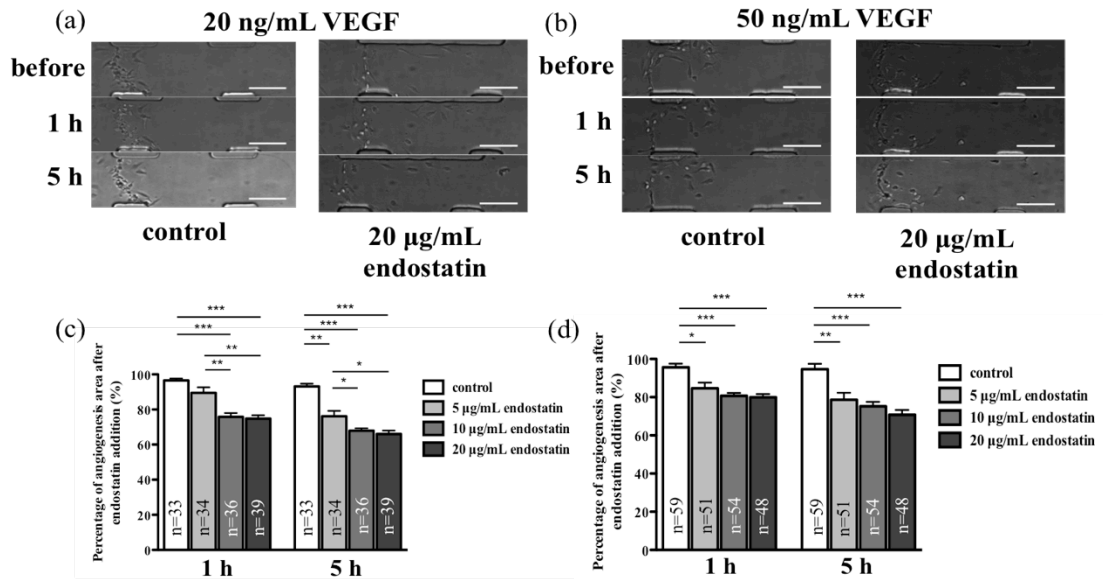 (a) 20 ng/mL VEGF
before
1 h
5 h
control
20 µg/mL
endostatin
(b) 50 ng/mL VEGF
before
1 h
5 h
control
20 µg/mL
endostatin
(c)
Percentage of angiogenesis area after
endostatin addition (%)
100
80
60
40
20
0
***
***
**
**
***
***
**
*
*
n=33
n=34
n=36
n=39
n=33
n=34
n=36
n=39
1 h
5 h
control
5 µg/mL endostatin
10 µg/mL endostatin
20 µg/mL endostatin
(d)
Percentage of angiogenesis area after
endostatin addition (%)
100
80
60
40
20
0
***
***
*
***
***
**
n=59
n=51
n=54
n=48
n=59
n=51
n=54
n=48
1 h
5 h
control
5 µg/mL endostatin
10 µg/mL endostatin
20 µg/mL endostatin